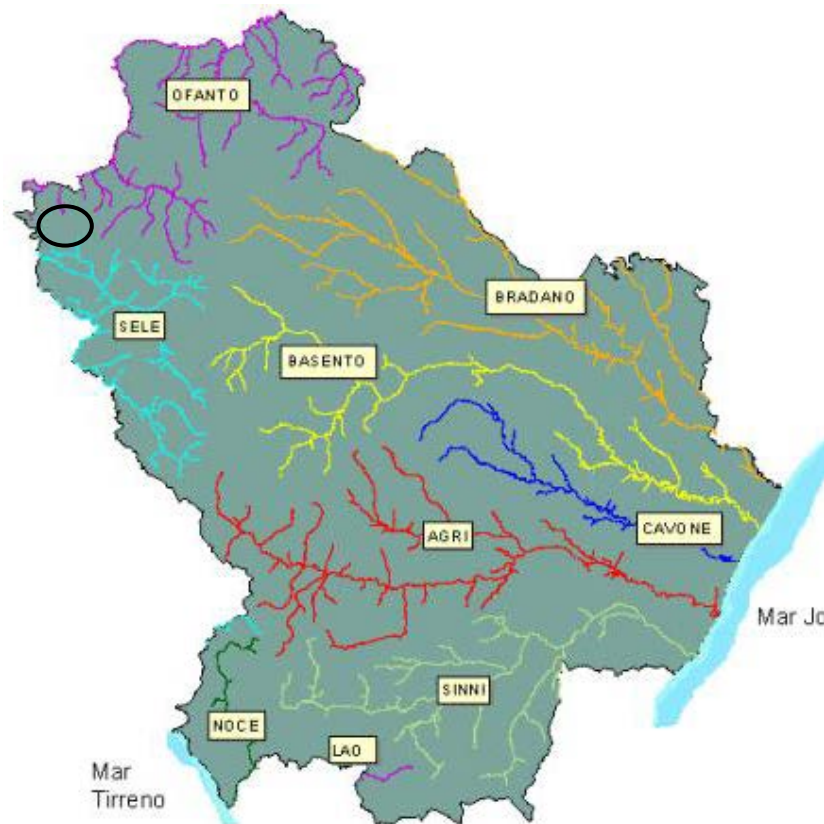 OFANTO
BRADANO
SELE
BASENTO
AGRI
CAVONE
Mar Jo
SINNI
NOCE
LAO
Mar
Tirreno